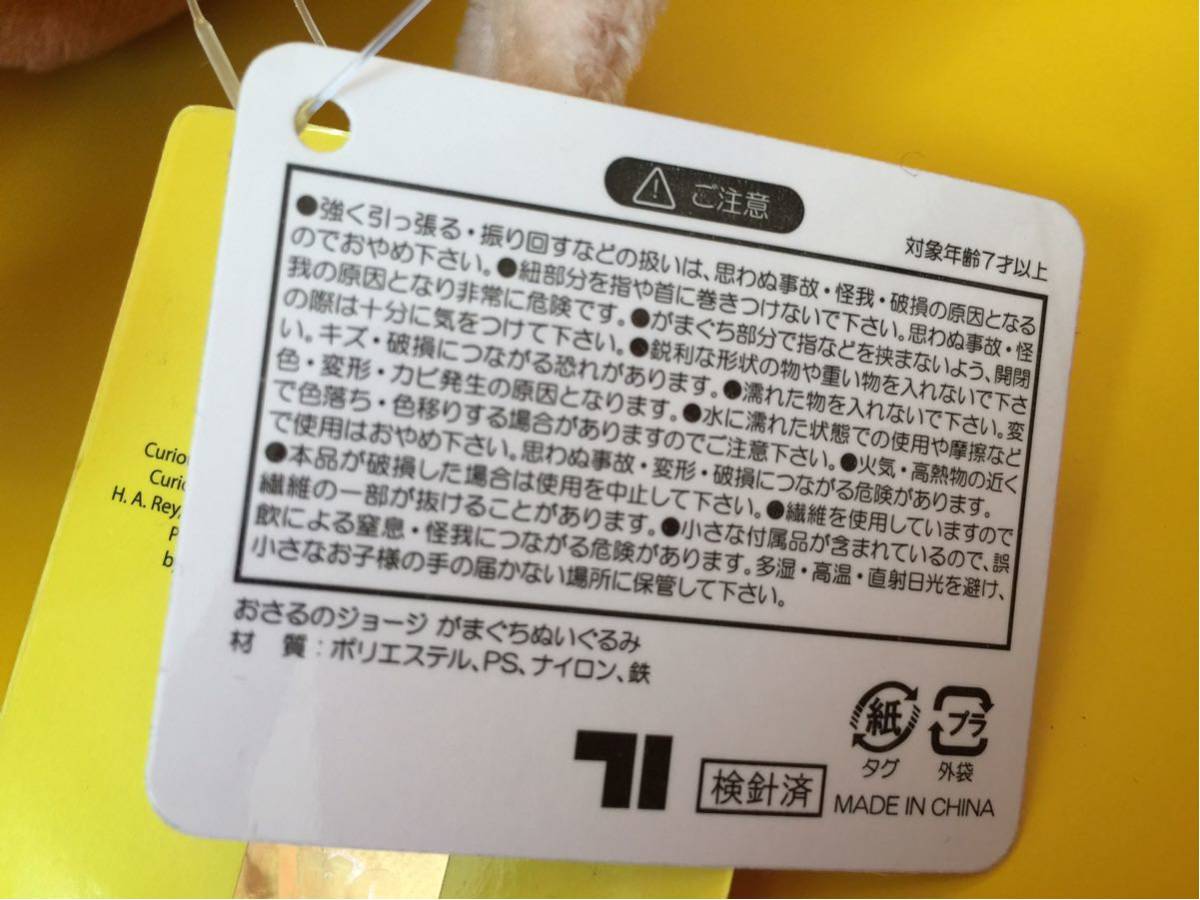 ⚠ ご注意
対象年齢7才以上
●強く引っ張る・振り回すなどの扱いは、思わぬ事故・怪我・破損の原因となる
のでおやめ下さい。●紐部分を指や首に巻きつけないで下さい。思わぬ事故・怪
我の原因となり非常に危険です。●がまぐち部分で指などを挟まないよう、開閉
の際は十分に気をつけて下さい。●鋭利な形状の物や重い物を入れないで下さ
い。キズ・破損につながる恐れがあります。●濡れた物を入れないで下さい。変
色・変形・カビ発生の原因となります。●水に濡れた状態での使用や摩擦など
で色落ち・色移りする場合がありますのでご注意下さい。●火気・高熱物の近く
で使用はおやめ下さい。思わぬ事故・変形・破損につながる危険があります。
●本品が破損した場合は使用を中止して下さい。●繊維を使用していますので
繊維の一部が抜けることがあります。●小さな付属品が含まれているので、誤
飲による窒息・怪我につながる危険があります。多湿・高温・直射日光を避け、
小さなお子様の手の届かない場所に保管して下さい。
おさるのジョージ がまぐちぬいぐるみ
材 質：ポリエステル、PS、ナイロン、鉄
紙
タグ
プラ
外袋
検針済
MADE IN CHINA
H. A. Rey